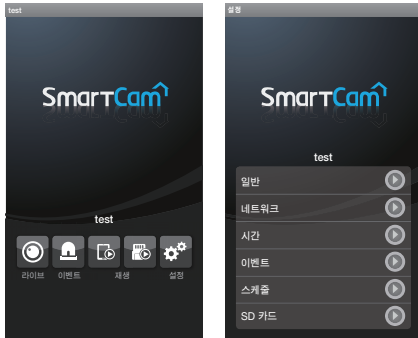 test
SmartCam
test
라이브 이벤트 재생 설정
설정
SmartCam
test
일반
네트워크
시간
이벤트
스케줄
SD 카드